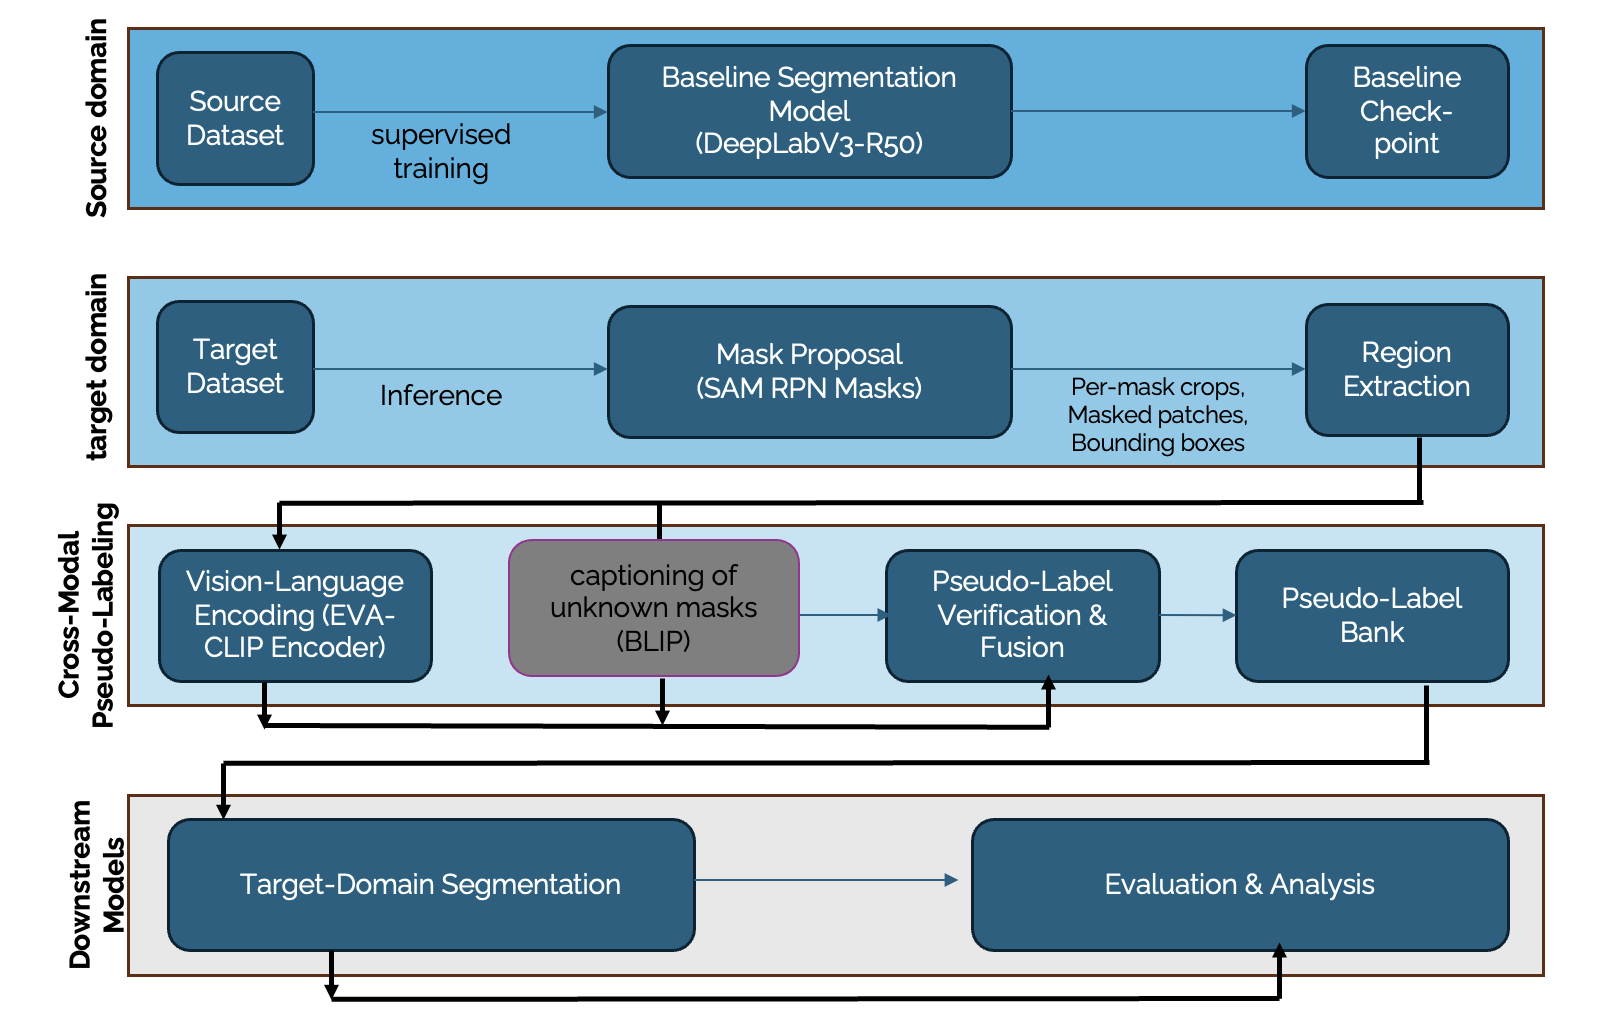 Source domain
Source
Dataset
supervised
training
Baseline Segmentation
Model
(DeepLabV3-R50)
Baseline
Check-
point
target domain
Target
Dataset
Inference
Mask Proposal
(SAM RPN Masks)
Per-mask crops,
Masked patches,
Bounding boxes
Region
Extraction
Cross-Modal
Pseudo-Labeling
Vision-Language
Encoding (EVA-
CLIP Encoder)
captioning of
unknown masks
(BLIP)
Pseudo-Label
Verification &
Fusion
Pseudo-Label
Bank
Downstream
Models
Target-Domain Segmentation
Evaluation & Analysis